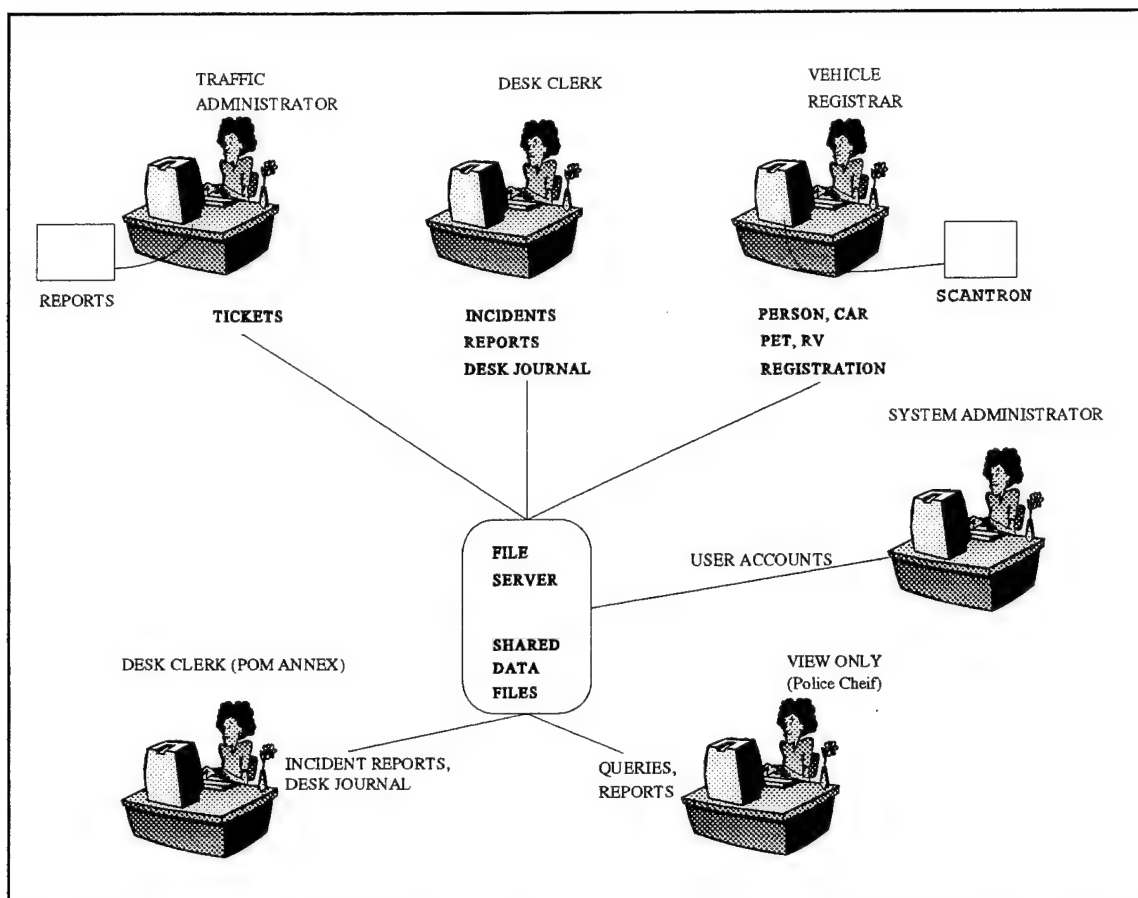 TRAFFIC
ADMINISTRATOR
DESK CLERK
VEHICLE
REGISTRAR
REPORTS
SCANTRON
TICKETS
INCIDENTS
REPORTS
DESK JOURNAL
PERSON, CAR
PET, RV
REGISTRATION
SYSTEM ADMINISTRATOR
FILE
SERVER
SHARED
DATA
FILES
USER ACCOUNTS
DESK CLERK (POM ANNEX)
INCIDENT REPORTS,
DESK JOURNAL
VIEW ONLY
(Police Cheif)
QUERIES,
REPORTS